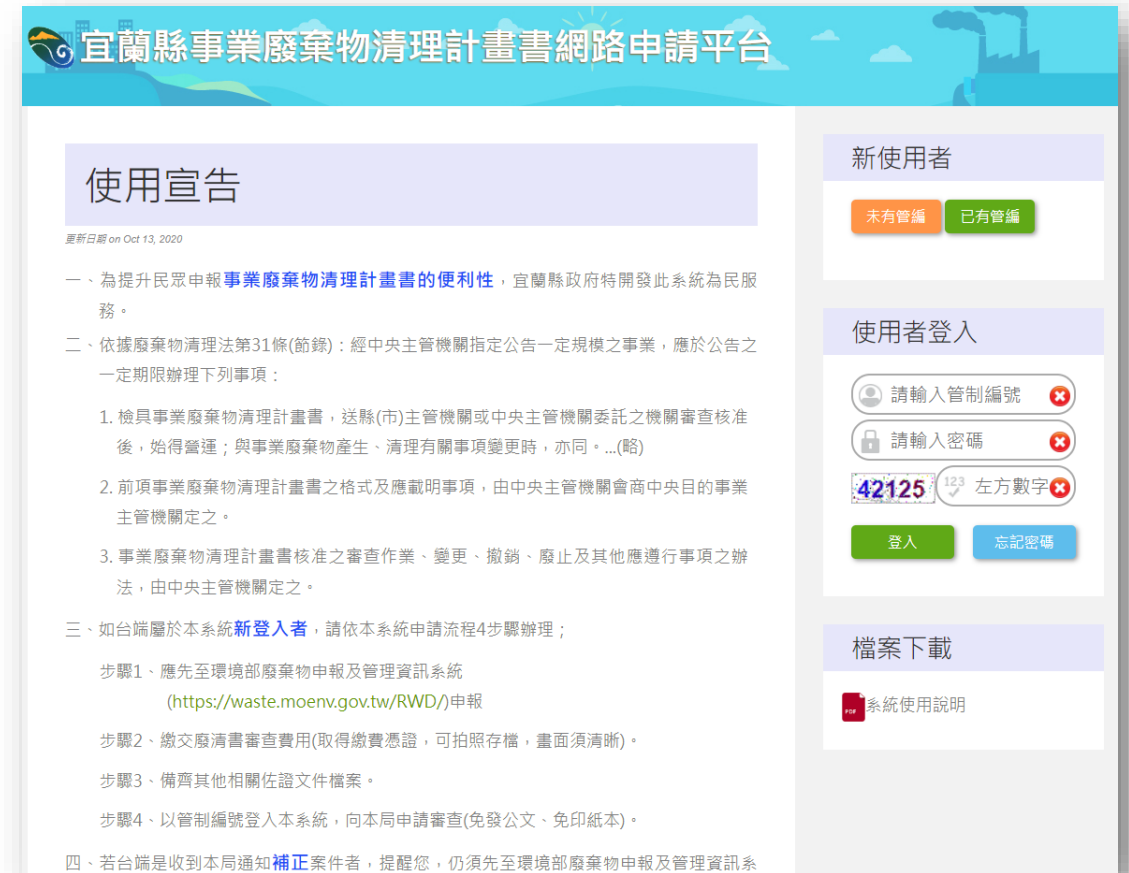 宜蘭縣事業廢棄物清理計畫書網路申請平台
使用宣告
更新日期 on Oct 13, 2020
一、為提升民眾申報事業廢棄物清理計畫書的便利性，宜蘭縣政府特開發此系統為民服
務。
二、依據廢棄物清理法第31條(節錄)：經中央主管機關指定公告一定規模之事業，應於公告之
一定期限辦理下列事項：
1. 檢具事業廢棄物清理計畫書，送縣(市)主管機關或中央主管機關委託之機關審查核准
後，始得營運；與事業廢棄物產生、清理有關事項變更時，亦同。...(略)
2. 前項事業廢棄物清理計畫書之格式及應載明事項，由中央主管機關會商中央目的事業
主管機關定之。
3. 事業廢棄物清理計畫書核准之審查作業、變更、撤銷、廢止及其他應遵行事項之辦
法，由中央主管機關定之。
三、如台端屬於本系統新登入者，請依本系統申請流程4步驟辦理；
步驟1、應先至環境部廢棄物申報及管理資訊系統
(https://waste.moenv.gov.tw/RWD/)申報
步驟2、繳交廢清書審查費用(取得繳費憑證，可拍照存檔，畫面須清晰)。
步驟3、備齊其他相關佐證文件檔案。
步驟4、以管制編號登入本系統，向本局申請審查(免發公文、免印紙本)。
四、若台端是收到本局通知補正案件者，提醒您，仍須先至環境部廢棄物申報及管理資訊系
新使用者
未有管編 已有管編
使用者登入
請輸入管制編號
請輸入密碼
42125 123 左方數字
登入 忘記密碼
檔案下載
PDF 系統使用說明